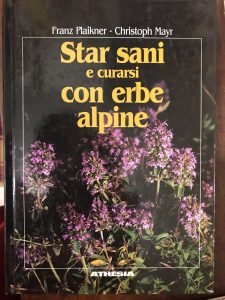 Franz Plaikner - Christoph Mayr
Star sani
e curarsi
con erbe
alpine
ATHESIA